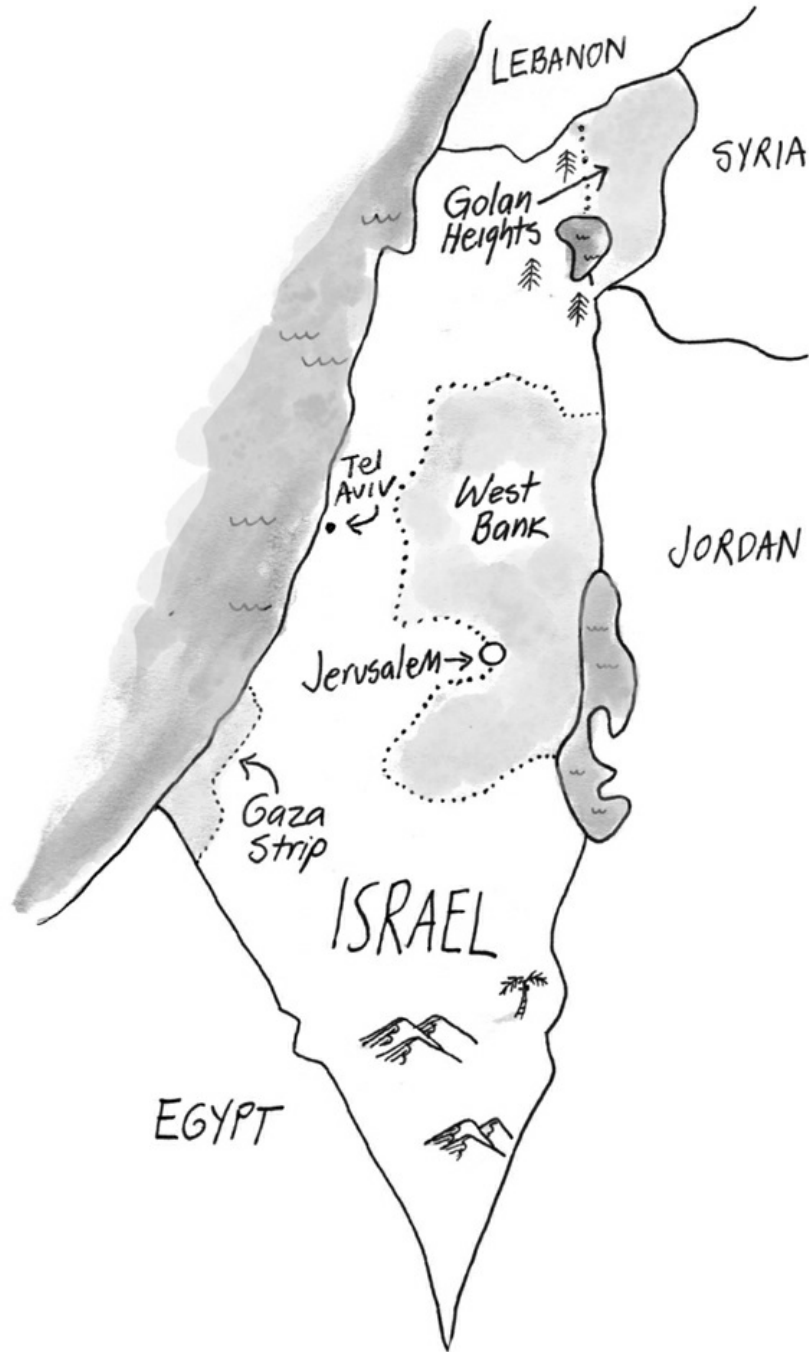 LEBANON
SYRIA
Golan
Heights
Tel
AVIV
West
Bank
JORDAN
Jerusalem
Gaza
Strip
ISRAEL
EGYPT